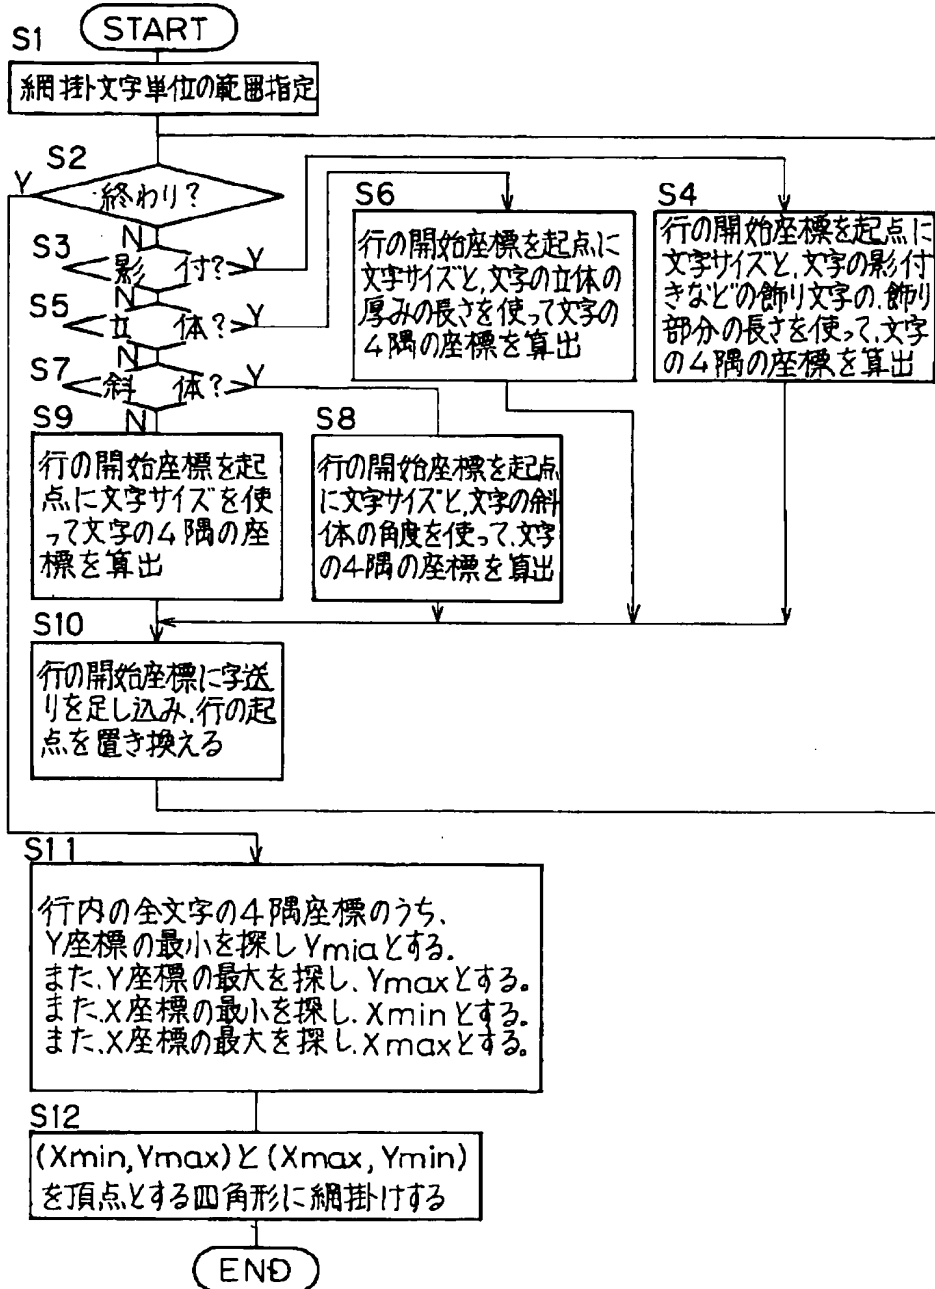 START
S1
網掛文字単位の範囲指定
S2
Y
終わり?
N
S3
影 付?
Y
N
S5
立 体?
Y
N
S7
斜 体?
Y
N
S6
行の開始座標を起点に
文字サイズと,文字の立体の
厚みの長さを使って文字の
4隅の座標を算出
S4
行の開始座標を起点に
文字サイズと,文字の影付
きなどの飾り文字の,飾り
部分の長さを使って,文字
の4隅の座標を算出
S9
行の開始座標を起
点に文字サイズを使
って文字の4隅の座
標を算出
S8
行の開始座標を起点
に文字サイズと,文字の斜
体の角度を使って,文字
の4隅の座標を算出
S10
行の開始座標に字送
りを足し込み,行の起
点を置き換える
S11
行内の全文字の4隅座標のうち、
Y座標の最小を探しYmiaとする。
また、Y座標の最大を探し、Ymaxとする。
また、X座標の最小を探し、Xminとする。
また、X座標の最大を探し、Xmaxとする。
S12
(Xmin,Ymax)と(Xmax,Ymin)
を頂点とする四角形に網掛けする
END